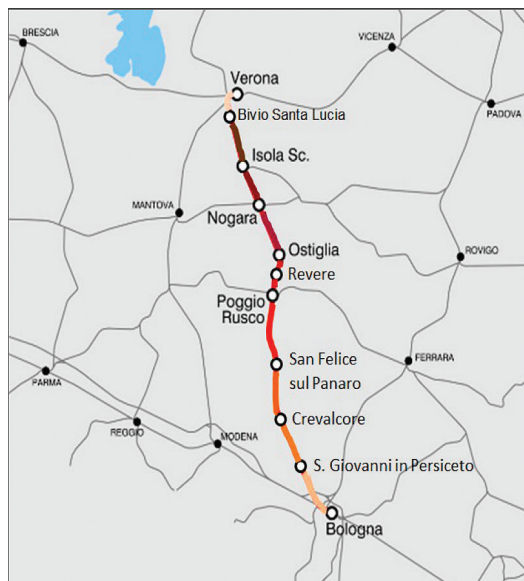 BRESCIA
VICENZA
Verona
PADOVA
Bivio Santa Lucia
Isola Sc.
MANTOVA
Nogara
Ostiglia
ROVIGO
Revere
Poggio
Rusco
San Felice
sul Panaro
FERRARA
PARMA
Crevalcore
REGGIO
MODENA
S. Giovanni in Persiceto
Bologna